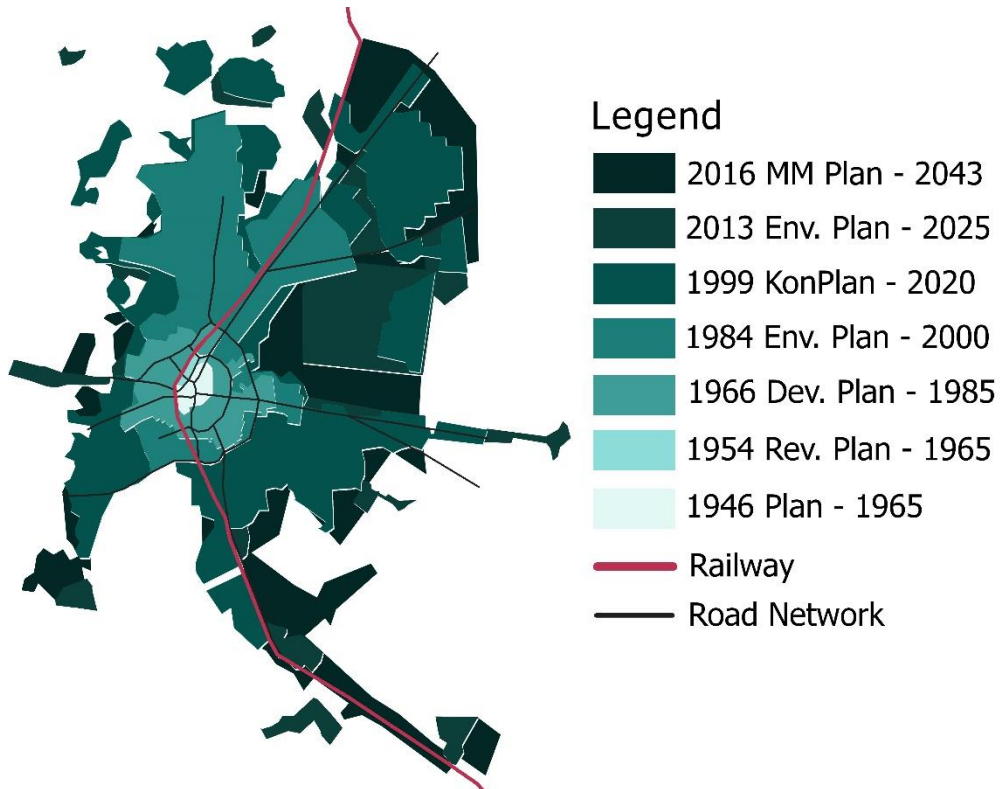 Legend
2016 MM Plan - 2043
2013 Env. Plan - 2025
1999 KonPlan - 2020
1984 Env. Plan - 2000
1966 Dev. Plan - 1985
1954 Rev. Plan - 1965
1946 Plan - 1965
Railway
Road Network